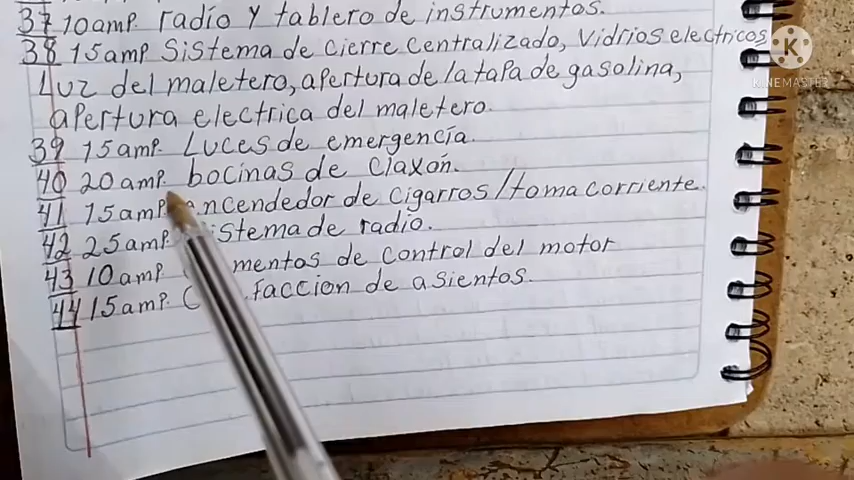 37 10amp. radio y tablero de instrumentos.
38 15amp Sistema de cierre centralizado, Vidrios electricos
Luz del maletero, apertura de la tapa de gasolina,
apertura electrica del maletero.
39 15amp. Luces de emergencia.
40 20amp. bocinas de claxón.
41 15amp encendedor de cigarros/toma corriente.
42 25amp. sistema de radio.
43 10amp mentos de control del motor
44 15amp. faccion de asientos.
K
KINEMASTER